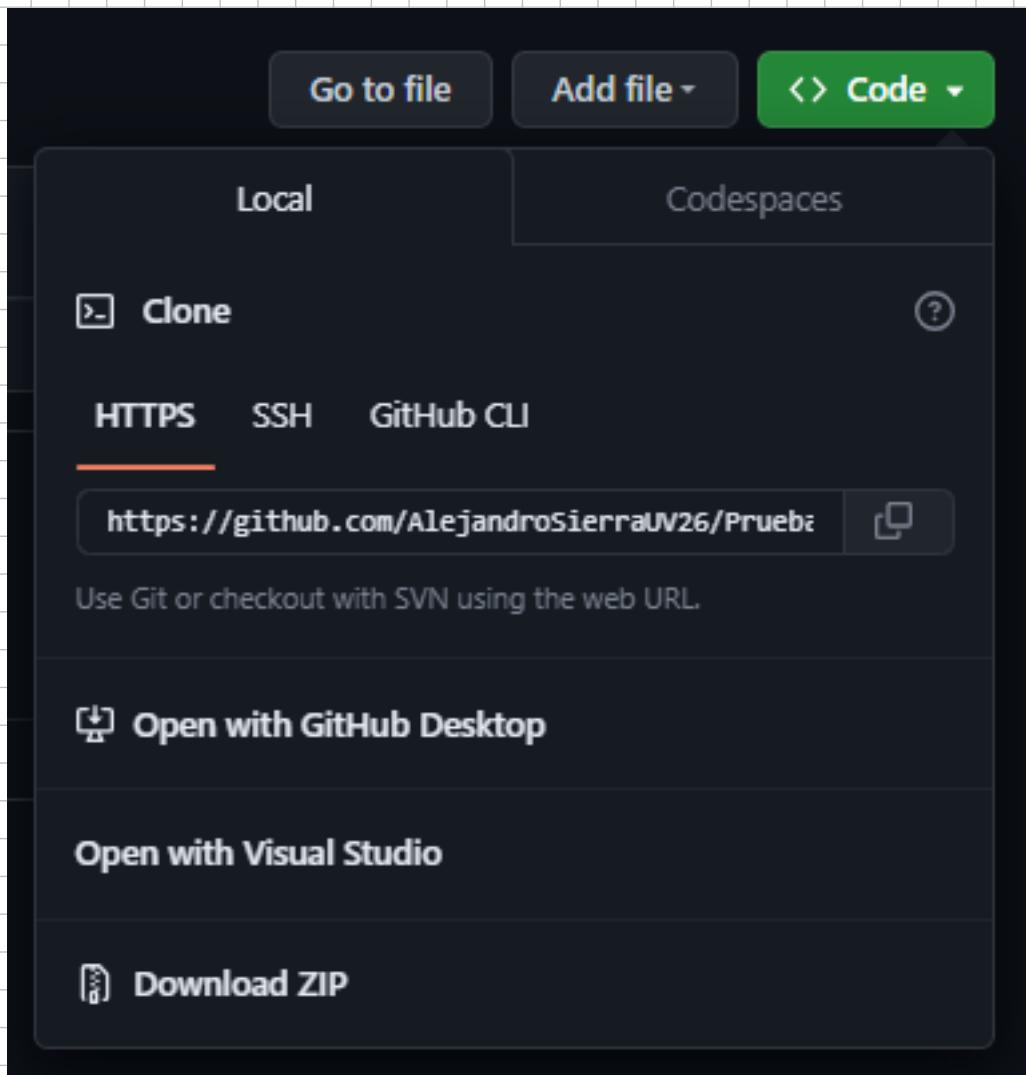 Go to file Add file Code
Local Codespaces
Clone
HTTPS SSH GitHub CLI
https://github.com/AlejandroSierraUV26/Prueba
Use Git or checkout with SVN using the web URL.
Open with GitHub Desktop
Open with Visual Studio
Download ZIP